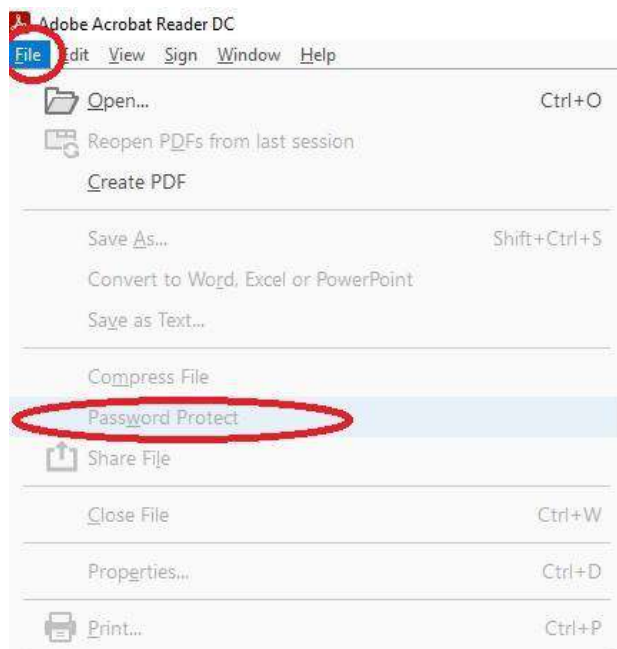 Adobe Acrobat Reader DC
File Edit View Sign Window Help
Open... Ctrl+O
Reopen PDFs from last session
Create PDF
Save As... Shift+Ctrl+S
Convert to Word, Excel or PowerPoint
Save as Text...
Compress File
Password Protect
Share File
Close File Ctrl+W
Properties... Ctrl+D
Print... Ctrl+P